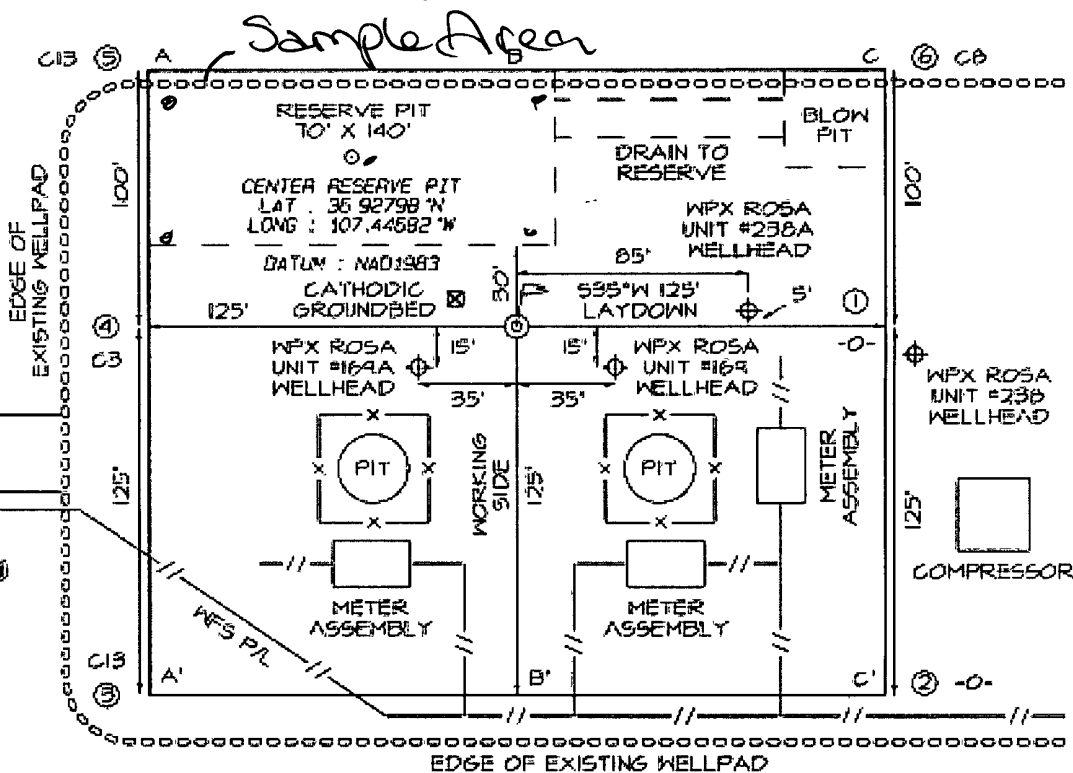 Sample Area
C13 ⑤ A B C ⑥ C8
RESERVE PIT
70' X 140'
CENTER RESERVE PIT
LAT : 36.92798 °N
LONG : 107.44592 °W
DATUM : NAD1983
BLOW
PIT
DRAIN TO
RESERVE
100'
100'
EDGE OF
EXISTING WELLPAD
WPX ROSA
UNIT #238A
WELLHEAD
85'
5'
CATHODIC
GROUNDBED
30'
S35°W 125'
LAYDOWN
①
④
125'
C3
-0-
WPX ROSA
UNIT #169A
WELLHEAD
15'
35'
15'
35'
WPX ROSA
UNIT #169
WELLHEAD
WPX ROSA
UNIT #238
WELLHEAD
PIT
WORKING
SIDE
125'
PIT
METER
ASSEMBLY
125'
125'
COMPRESSOR
METER
ASSEMBLY
METER
ASSEMBLY
WFS P/L
C13
③
A' B' C' ② -0-
EDGE OF EXISTING WELLPAD